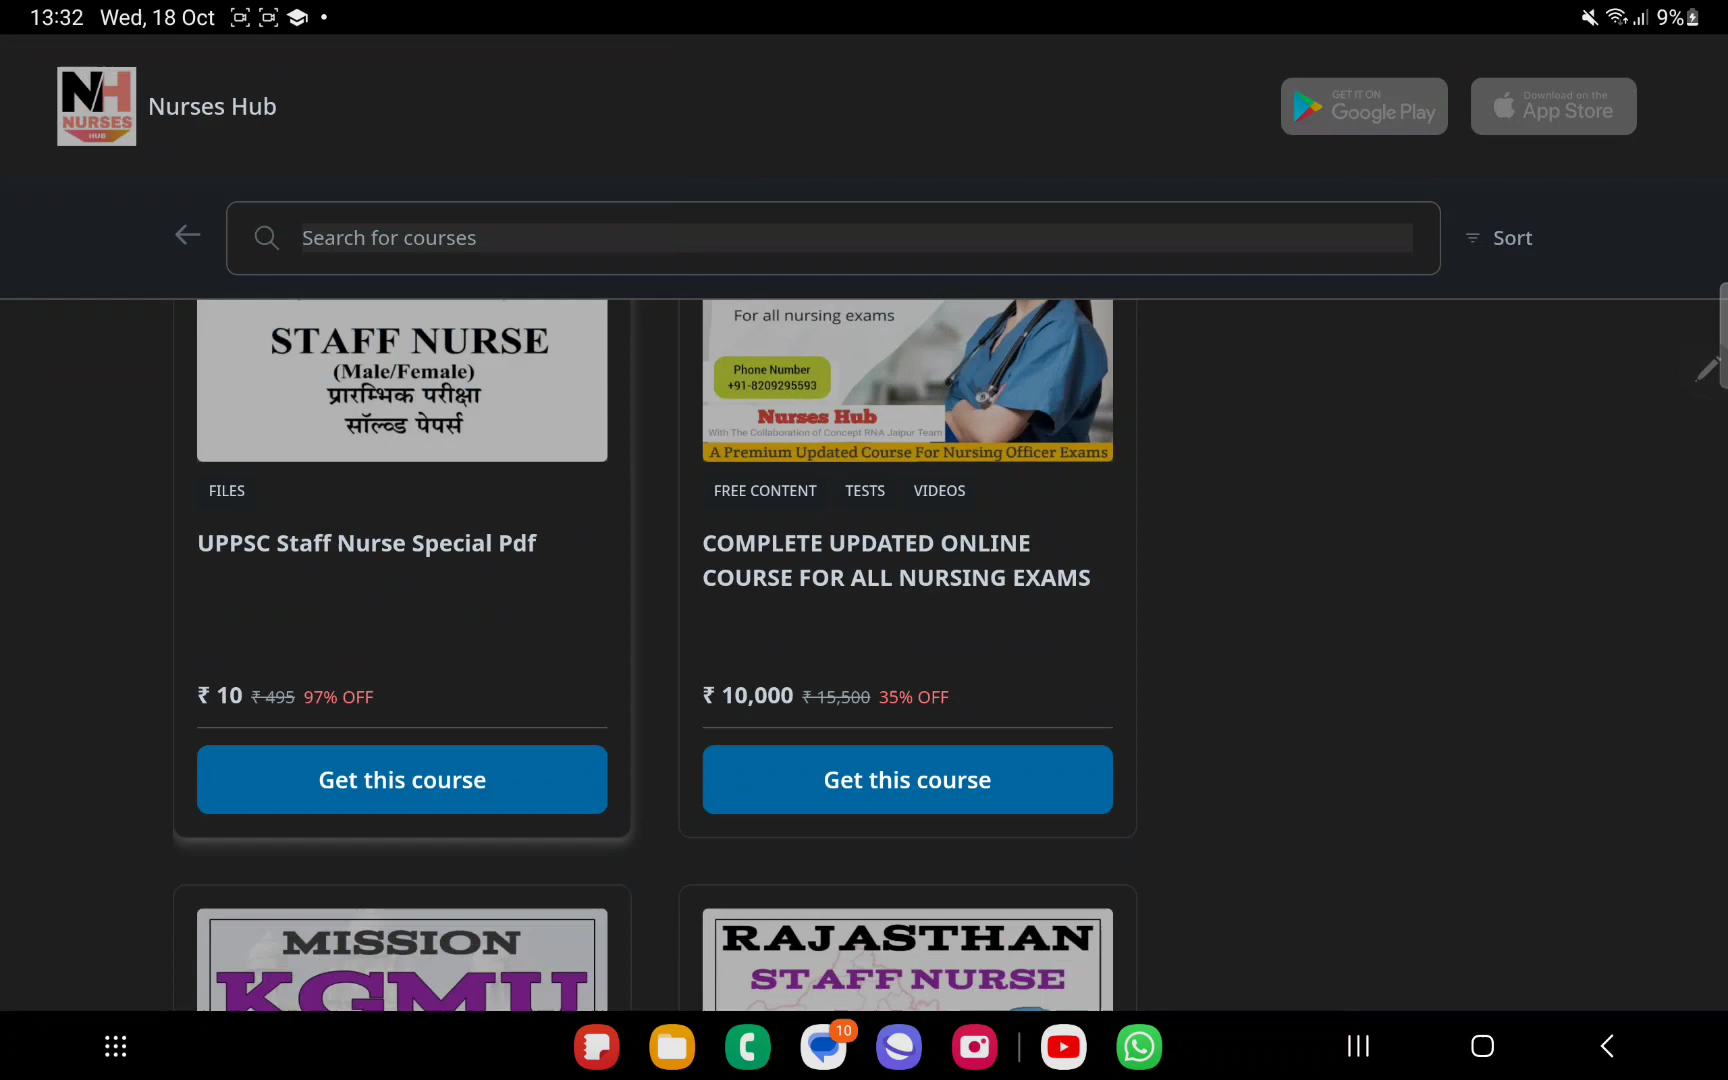 13:32 Wed, 18 Oct
9%
NH
NURSES
HUB
Nurses Hub
GET IT ON
Google Play
Download on the
App Store
Search for courses
Sort
STAFF NURSE
(Male/Female)
प्रारम्भिक परीक्षा
सॉल्व्ड पेपर्स
FILES
UPPSC Staff Nurse Special Pdf
₹ 10 ₹ 495 97% OFF
Get this course
For all nursing exams
Phone Number
+91-8209295593
Nurses Hub
With The Collaboration of Concept RNA Jaipur Team
A Premium Updated Course For Nursing Officer Exams
FREE CONTENT TESTS VIDEOS
COMPLETE UPDATED ONLINE
COURSE FOR ALL NURSING EXAMS
₹ 10,000 ₹ 15,500 35% OFF
Get this course
MISSION
KGMU
RAJASTHAN
STAFF NURSE
10